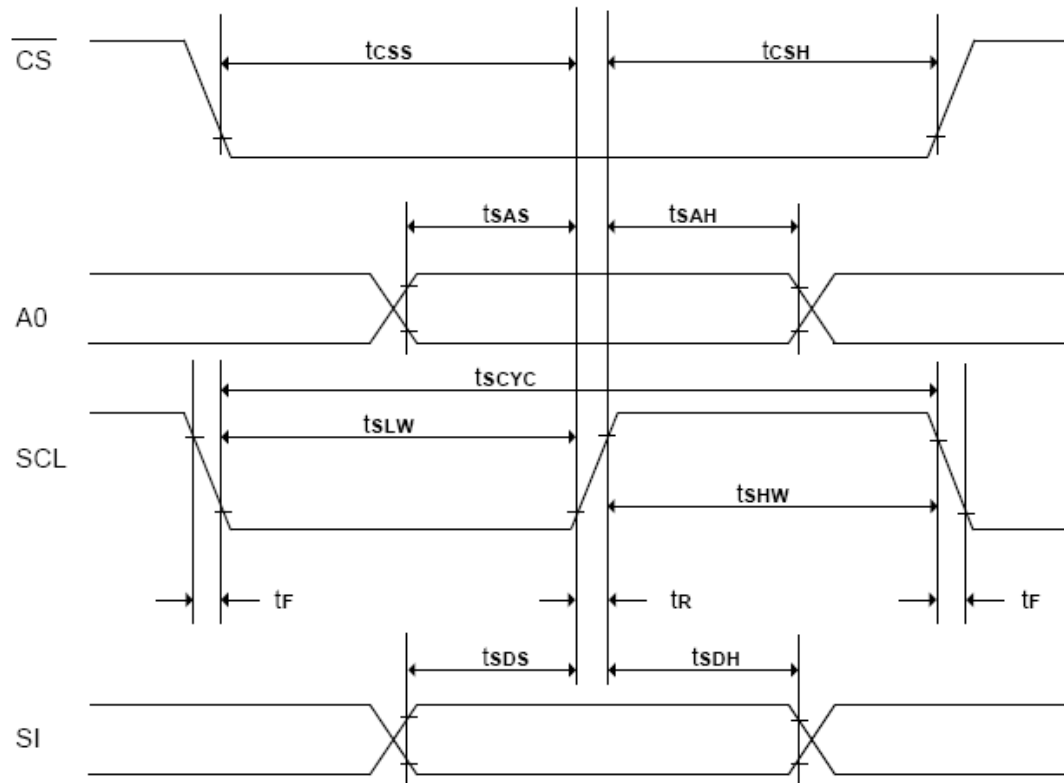 CS
tCSS
tCSH
tSAS
tSAH
A0
tSCYC
tSLW
SCL
tSHW
tF
tR
tF
tSDS
tSDH
SI